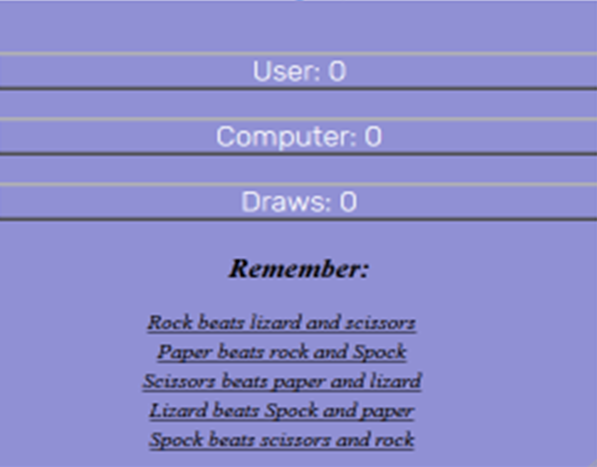 User: 0
Computer: 0
Draws: 0
Remember:
Rock beats lizard and scissors
Paper beats rock and Spock
Scissors beats paper and lizard
Lizard beats Spock and paper
Spock beats scissors and rock